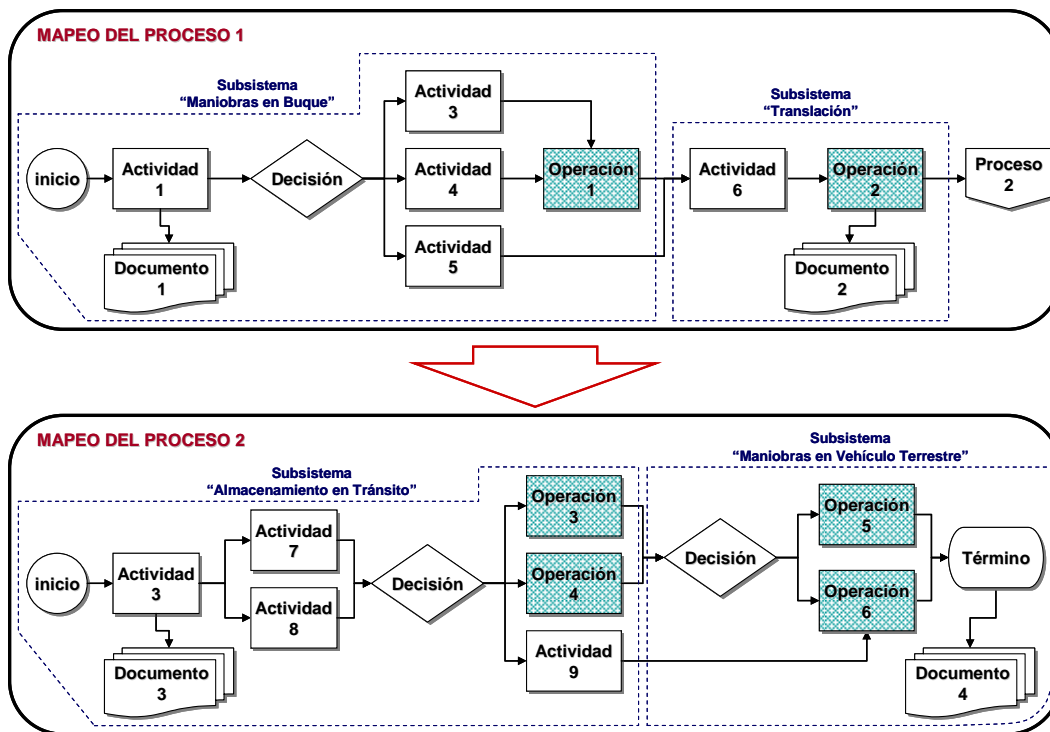 MAPEO DEL PROCESO 1
Subsistema
“Maniobras en Buque”
Subsistema
“Translación”
inicio
Actividad
1
Documento
1
Decisión
Actividad
3
Actividad
4
Actividad
5
Operación
1
Actividad
6
Operación
2
Documento
2
Proceso
2
MAPEO DEL PROCESO 2
Subsistema
“Almacenamiento en Tránsito”
Subsistema
“Maniobras en Vehículo Terrestre”
inicio
Actividad
3
Documento
3
Actividad
7
Actividad
8
Decisión
Operación
3
Operación
4
Actividad
9
Decisión
Operación
5
Operación
6
Término
Documento
4